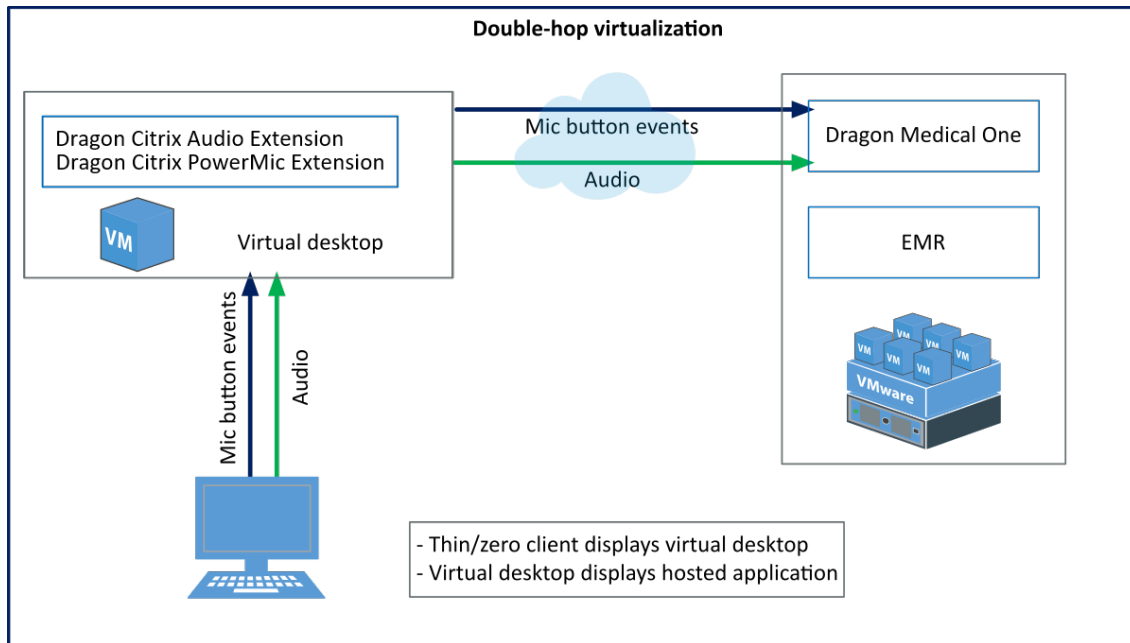 Double-hop virtualization
Dragon Citrix Audio Extension
Dragon Citrix PowerMic Extension
VM
Virtual desktop
Mic button events
Audio
Dragon Medical One
EMR
VM
VM
VM
VM
VM
VM
VMware
Mic button events
Audio
- Thin/zero client displays virtual desktop
- Virtual desktop displays hosted application